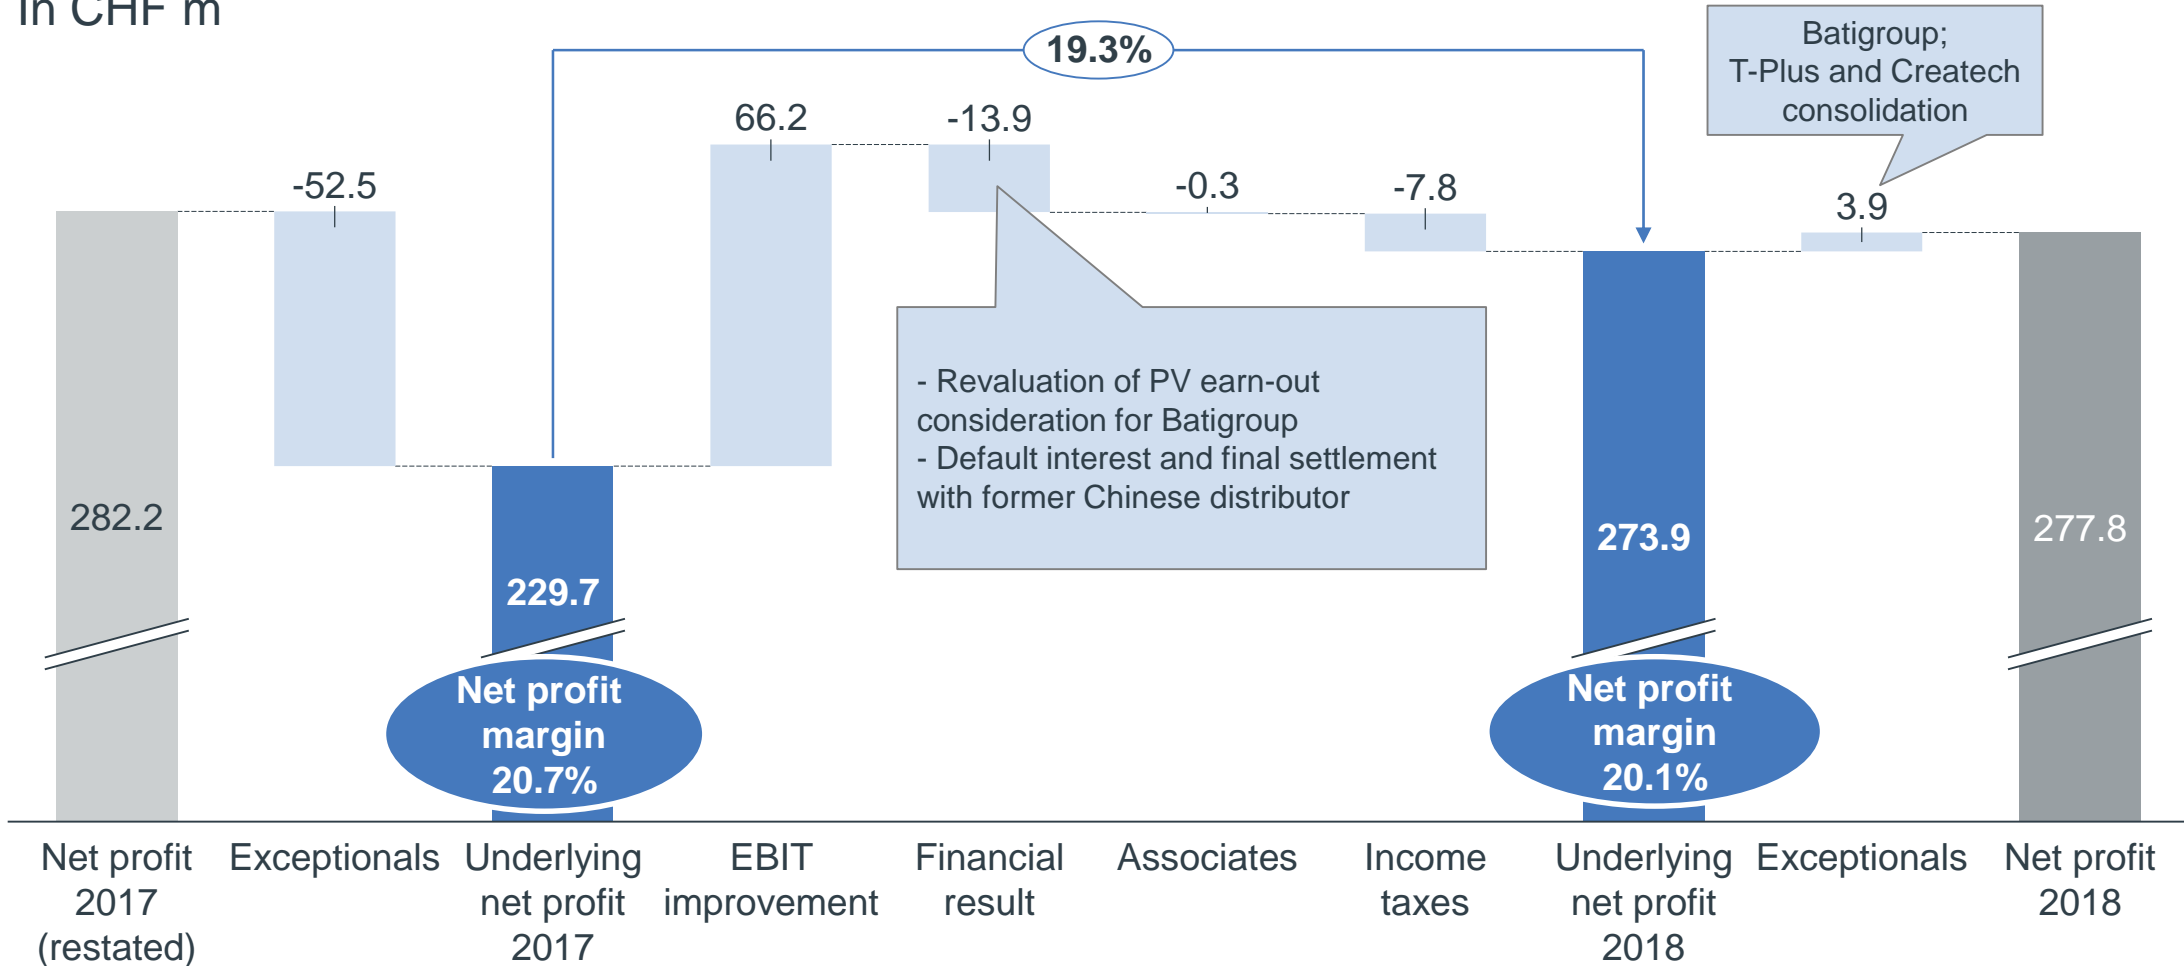 in CHF m
19.3%
Batigroup;
T-Plus and Createch
consolidation
66.2
-13.9
-52.5
-0.3
-7.8
3.9
- Revaluation of PV earn-out
consideration for Batigroup
- Default interest and final settlement
with former Chinese distributor
282.2
229.7
273.9
277.8
Net profit
margin
20.7%
Net profit
margin
20.1%
Net profit
2017
(restated)
Exceptionals
Underlying
net profit
2017
EBIT
improvement
Financial
result
Associates
Income
taxes
Underlying
net profit
2018
Exceptionals
Net profit
2018